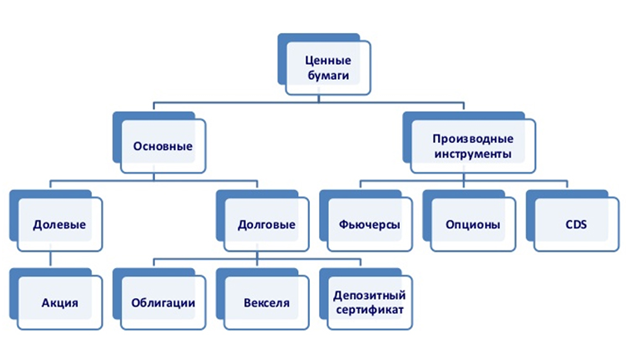 Ценные
бумаги
Основные
Производные
инструменты
Долевые
Долговые
Фьючерсы
Опционы
CDS
Акция
Облигации
Векселя
Депозитный
сертификат